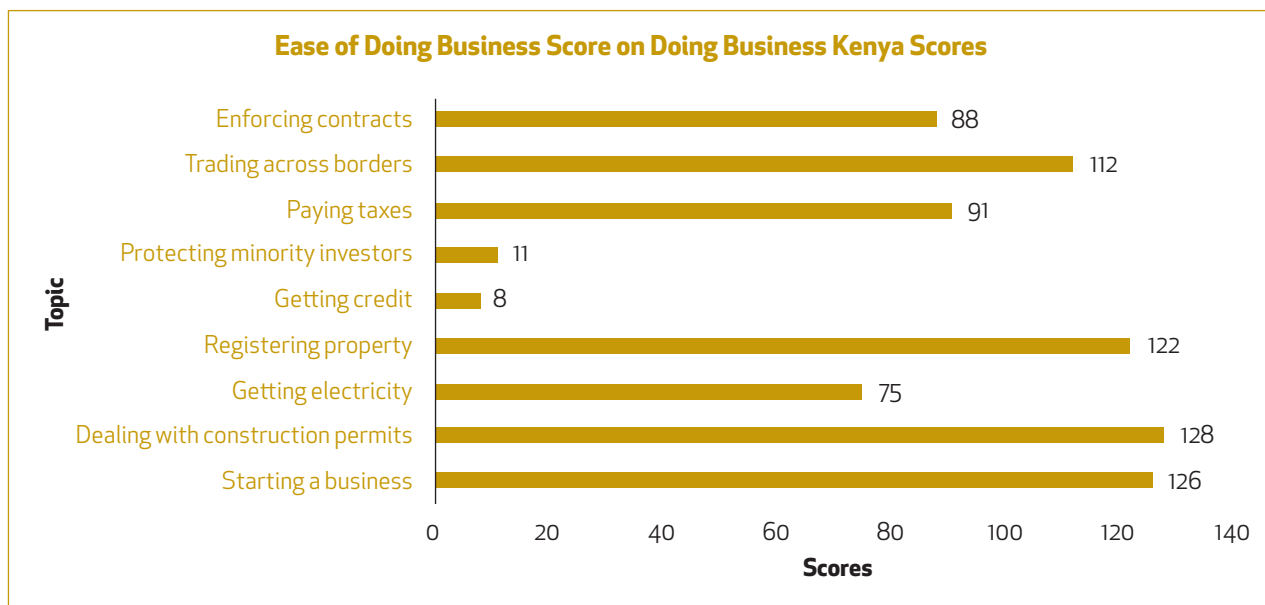 Ease of Doing Business Score on Doing Business Kenya Scores
Enforcing contracts 88
Trading across borders 112
Paying taxes 91
Protecting minority investors 11
Getting credit 8
Registering property 122
Getting electricity 75
Dealing with construction permits 128
Starting a business 126
Topic
0 20 40 60 80 100 120 140
Scores